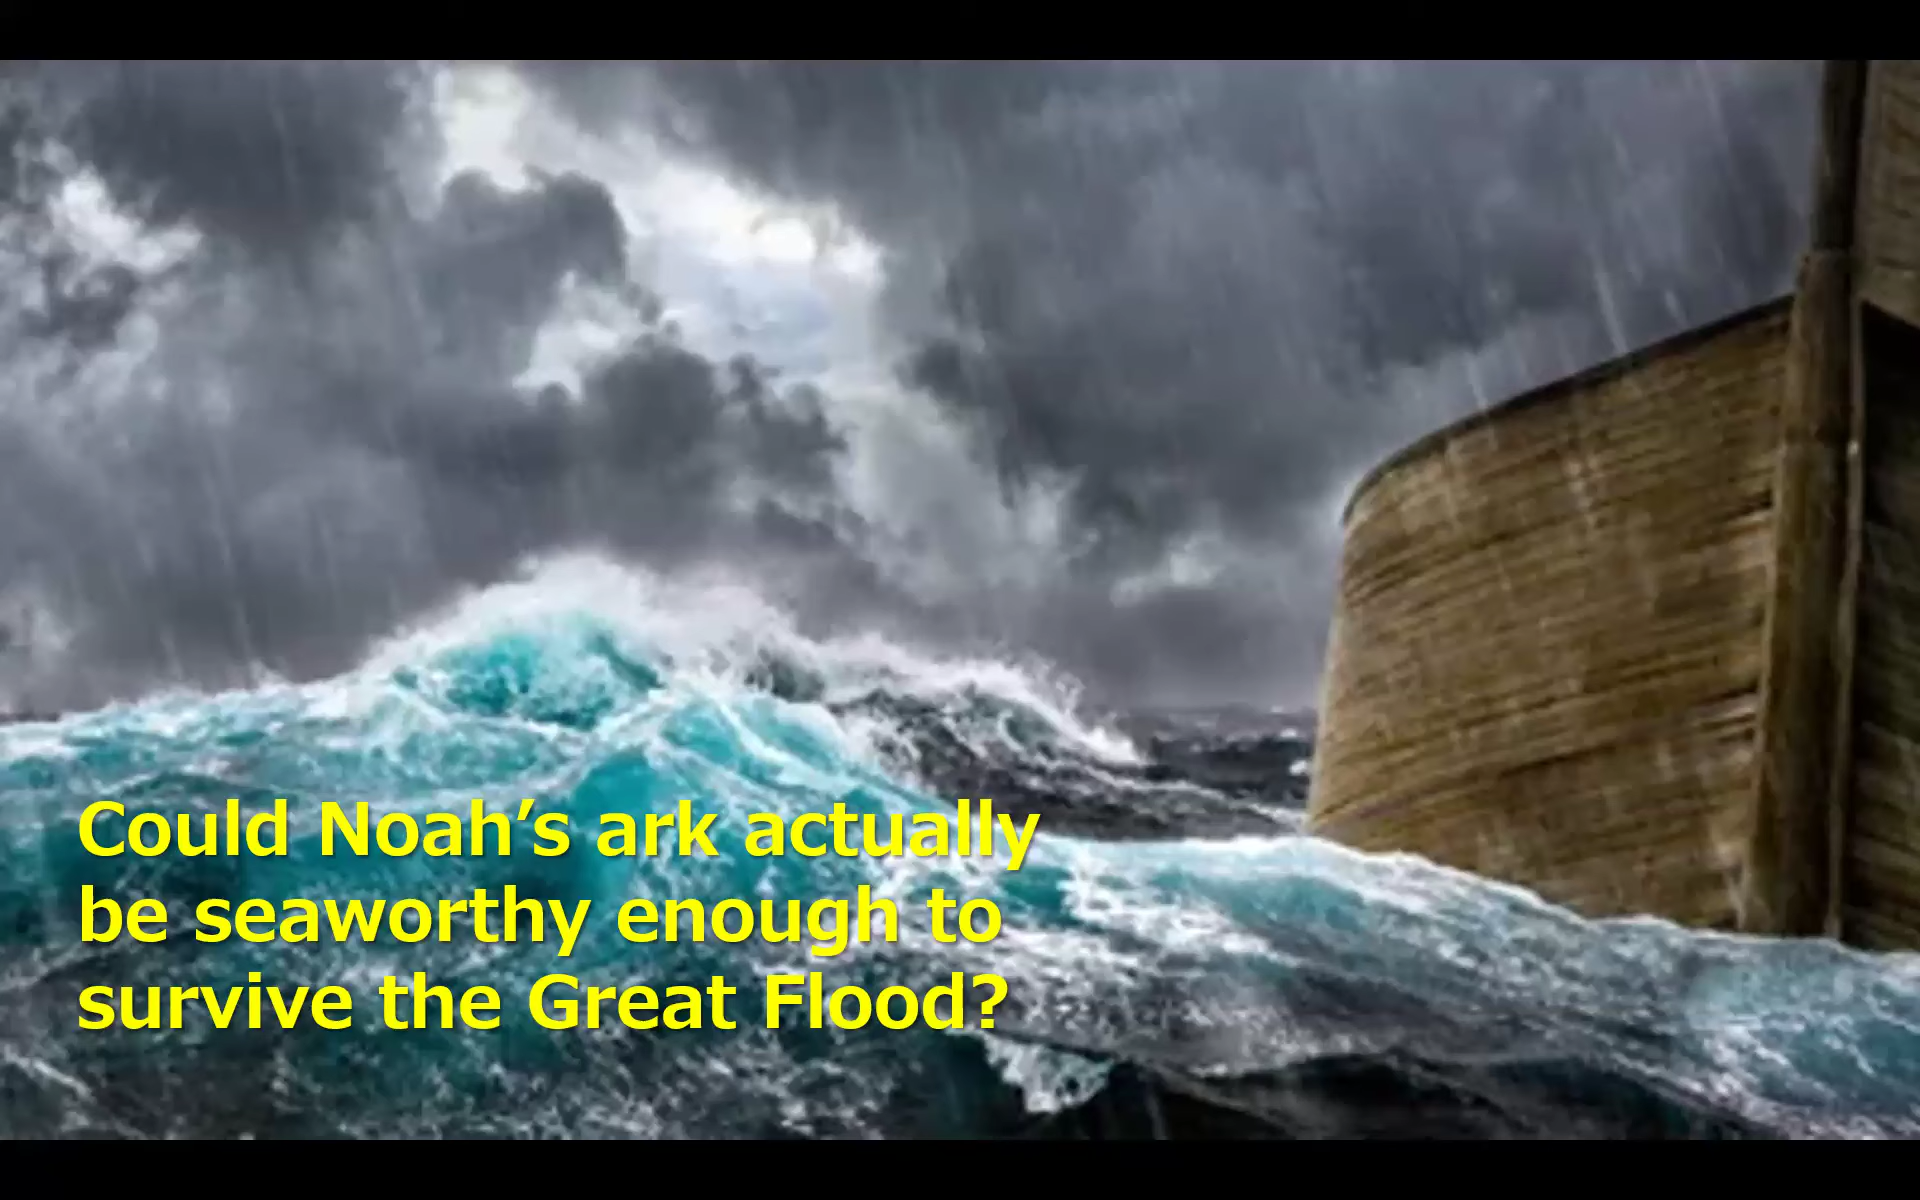 Could Noah’s ark actually
be seaworthy enough to
survive the Great Flood?